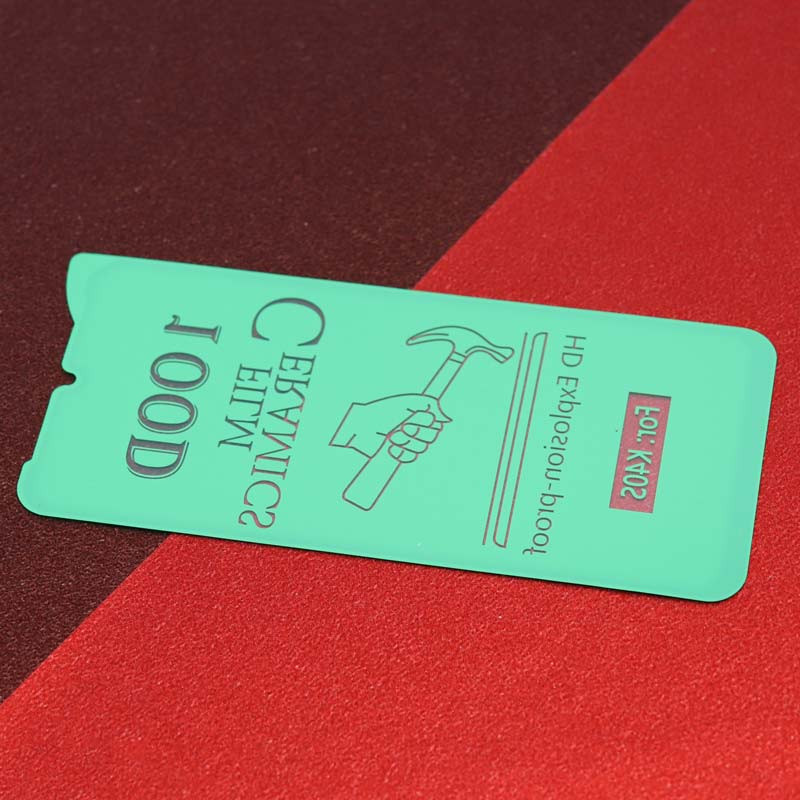 100D
CERAMICS
FILM
HD Explosion-proof
For: K40S